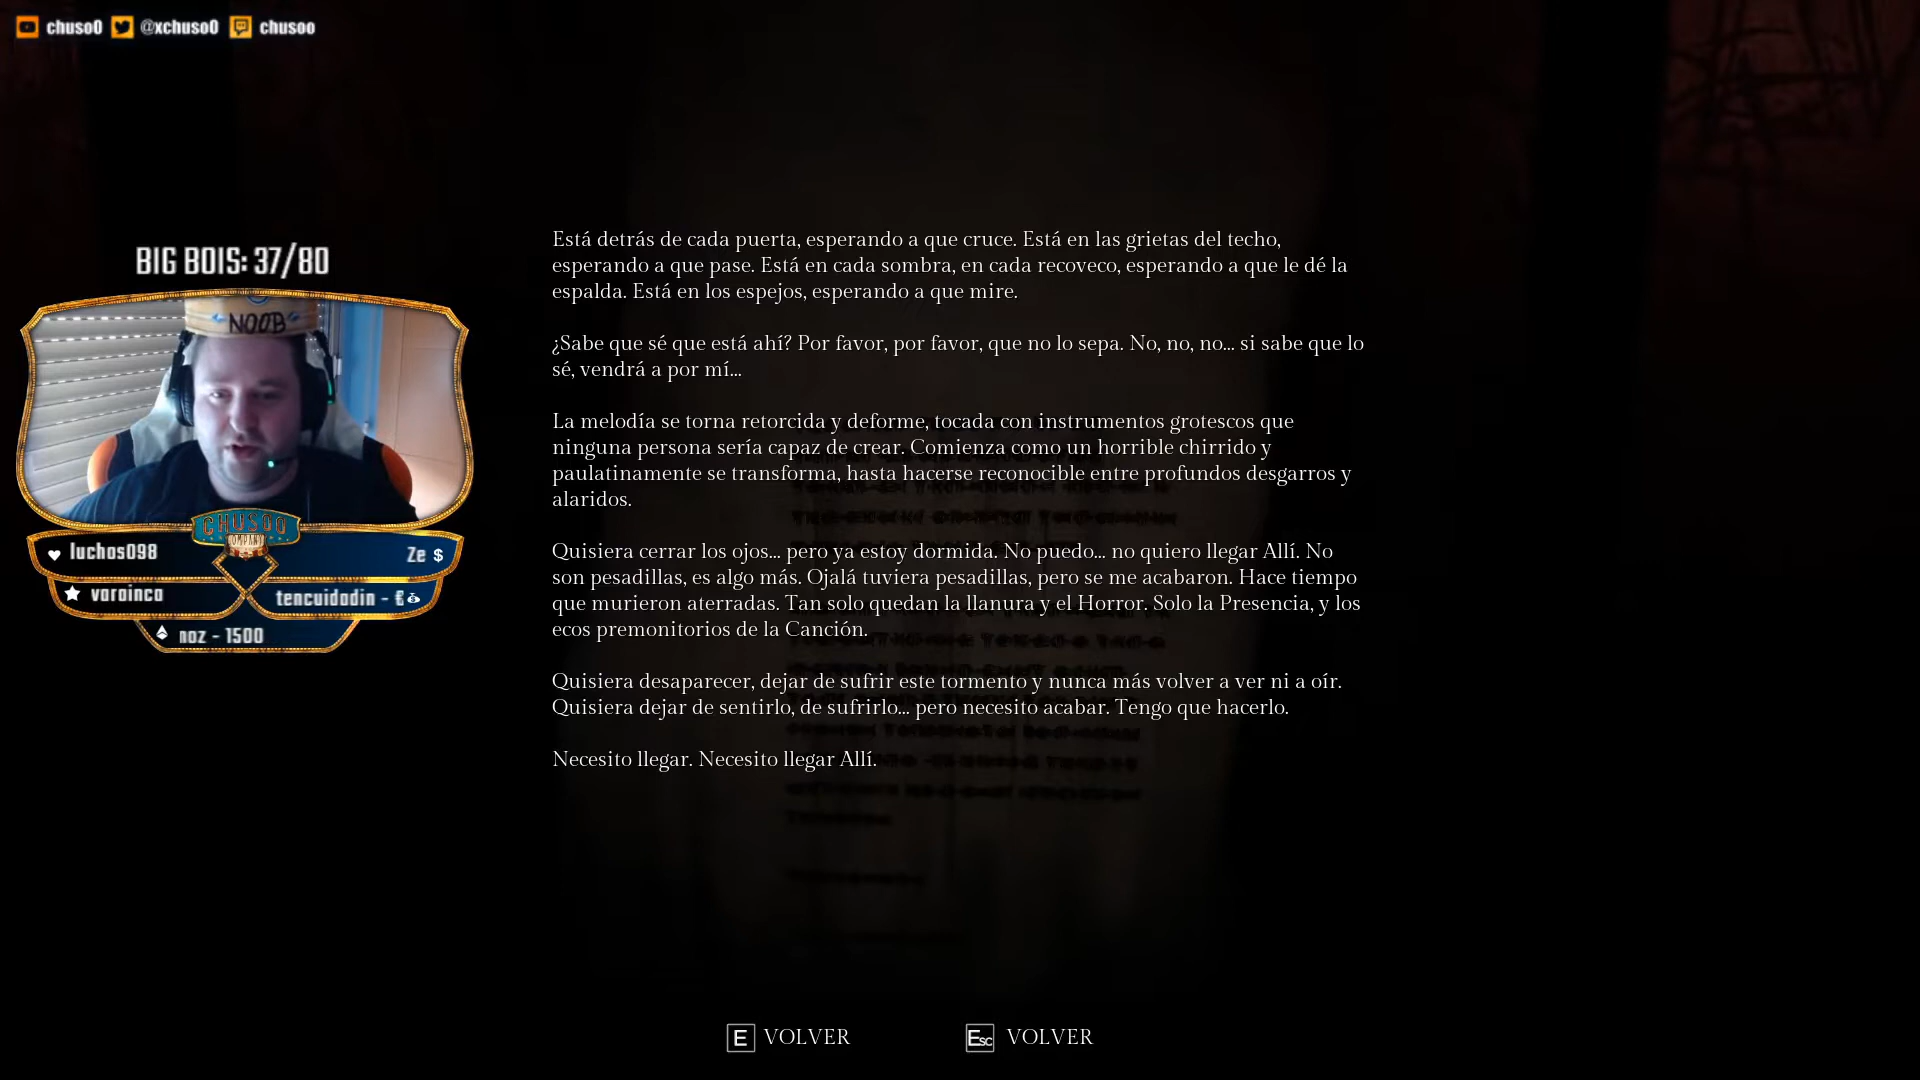 chuso0 @xchuso0 chusoo
BIG BOIS: 37/80
NOOB
CHUSOO
COMPANY
luchos098
Ze $
varoinca
tencuidadin - €
noz - 1500
Está detrás de cada puerta, esperando a que cruce. Está en las grietas del techo,
esperando a que pase. Está en cada sombra, en cada recoveco, esperando a que le dé la
espalda. Está en los espejos, esperando a que mire.
¿Sabe que sé que está ahí? Por favor, por favor, que no lo sepa. No, no, no... si sabe que lo
sé, vendrá a por mí...
La melodía se torna retorcida y deforme, tocada con instrumentos grotescos que
ninguna persona sería capaz de crear. Comienza como un horrible chirrido y
paulatinamente se transforma, hasta hacerse reconocible entre profundos desgarros y
alaridos.
Quisiera cerrar los ojos... pero ya estoy dormida. No puedo... no quiero llegar Allí. No
son pesadillas, es algo más. Ojalá tuviera pesadillas, pero se me acabaron. Hace tiempo
que murieron aterradas. Tan solo quedan la llanura y el Horror. Solo la Presencia, y los
ecos premonitorios de la Canción.
Quisiera desaparecer, dejar de sufrir este tormento y nunca más volver a ver ni a oír.
Quisiera dejar de sentirlo, de sufrirlo... pero necesito acabar. Tengo que hacerlo.
Necesito llegar. Necesito llegar Allí.
E VOLVER
Esc VOLVER